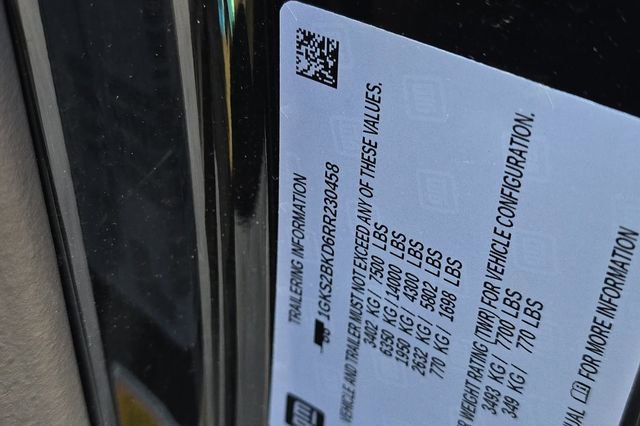 TRAILERING INFORMATION
1GKS2BKD6RR230458
VEHICLE AND TRAILER MUST NOT EXCEED ANY OF THESE VALUES.
3402 KG / 7500 LBS
6350 KG / 14000 LBS
1950 KG / 4300 LBS
2632 KG / 5802 LBS
770 KG / 1698 LBS
WEIGHT RATING (TWR) FOR VEHICLE CONFIGURATION.
3493 KG / 7700 LBS
349 KG / 770 LBS
FOR MORE INFORMATION